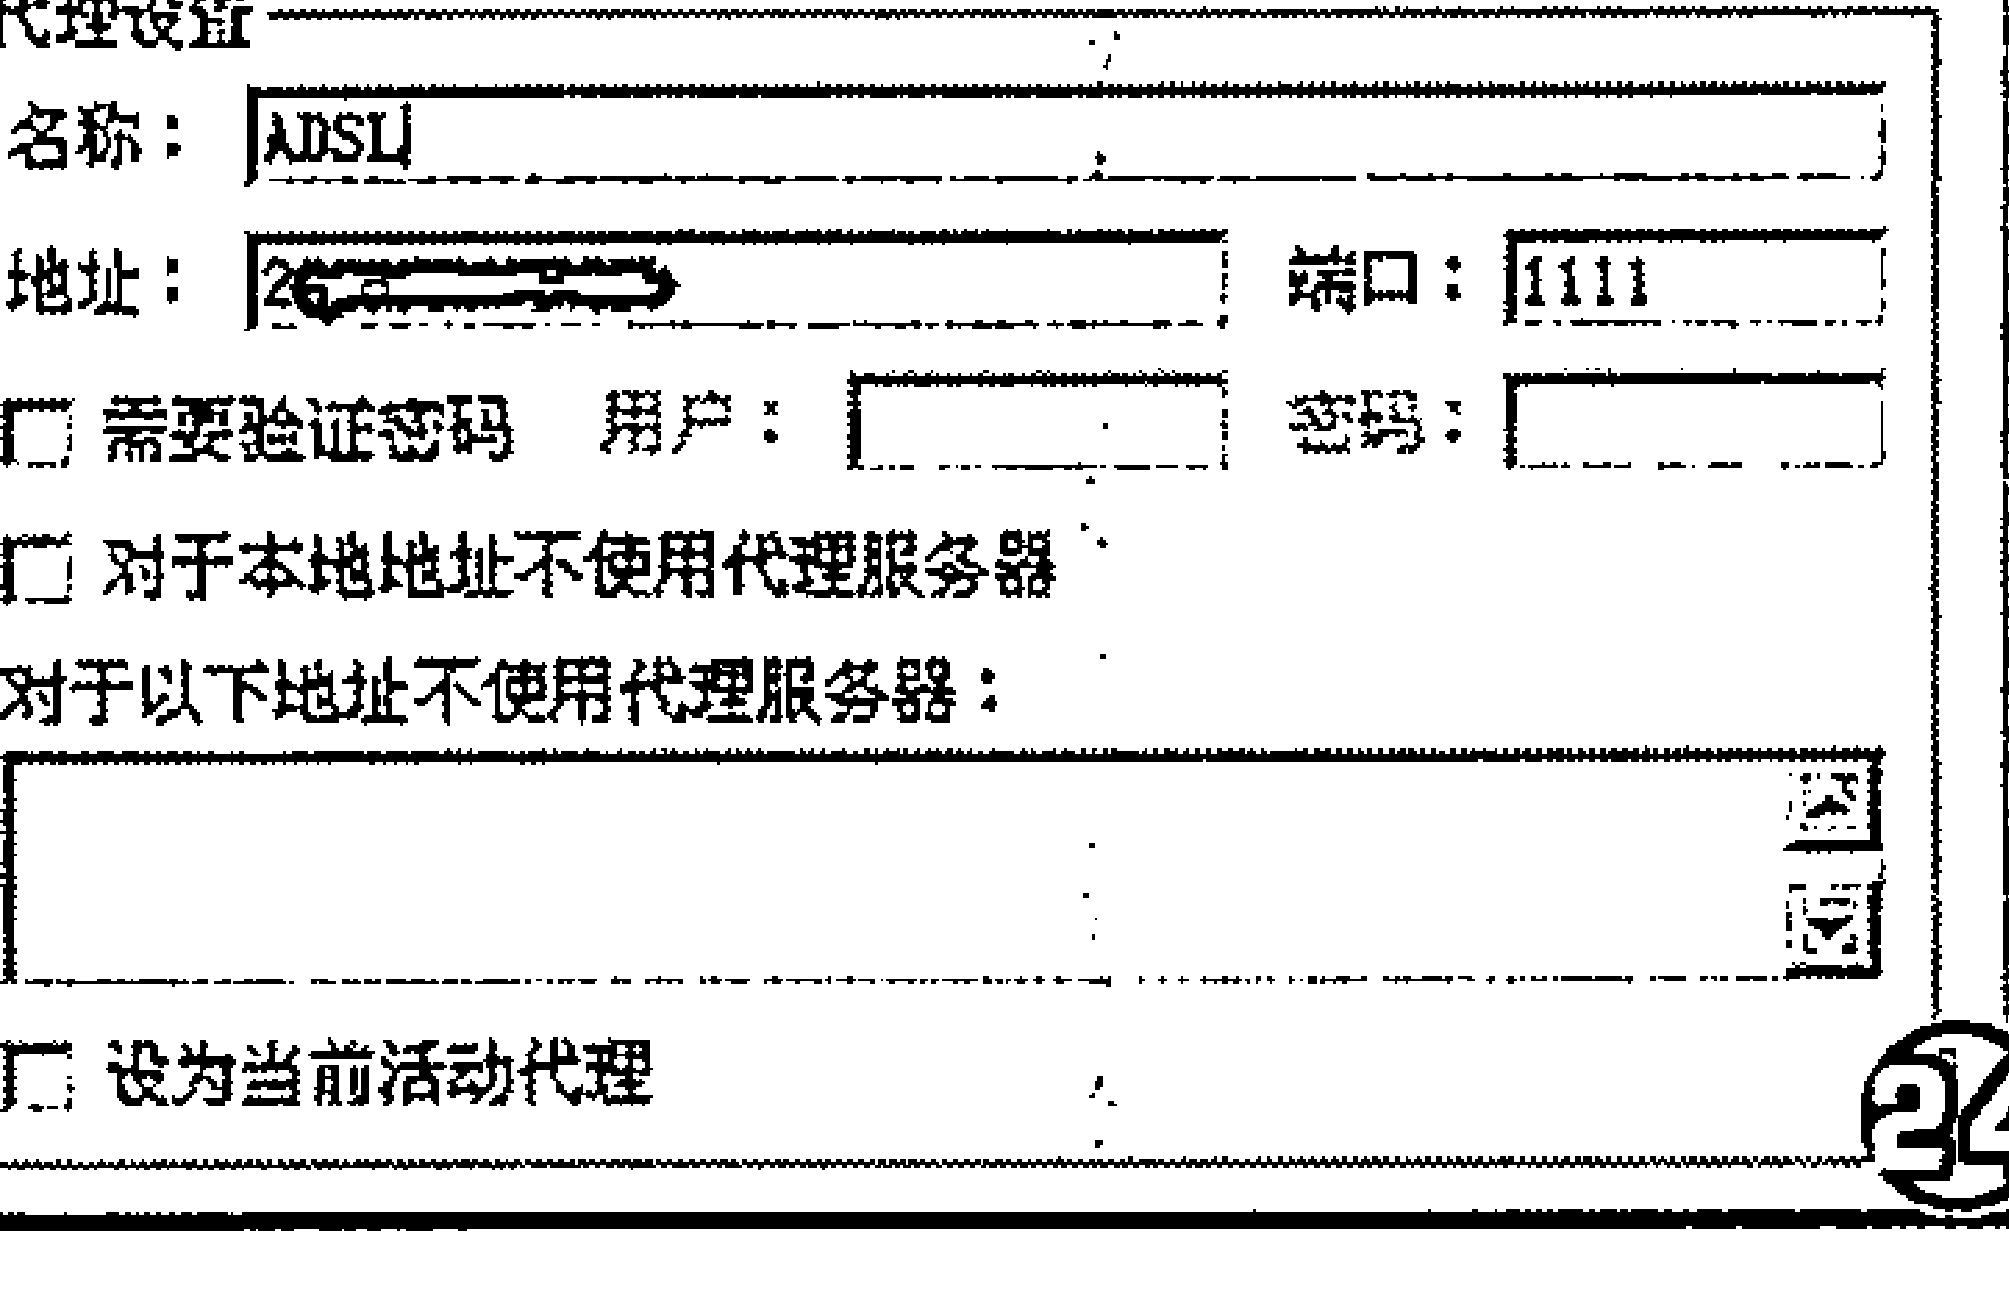 代理设置
名称： ADSL
地址： 2 端口： 1111
需要验证密码 用户： 密码：
对于本地地址不使用代理服务器
对于以下地址不使用代理服务器：
设为当前活动代理
24